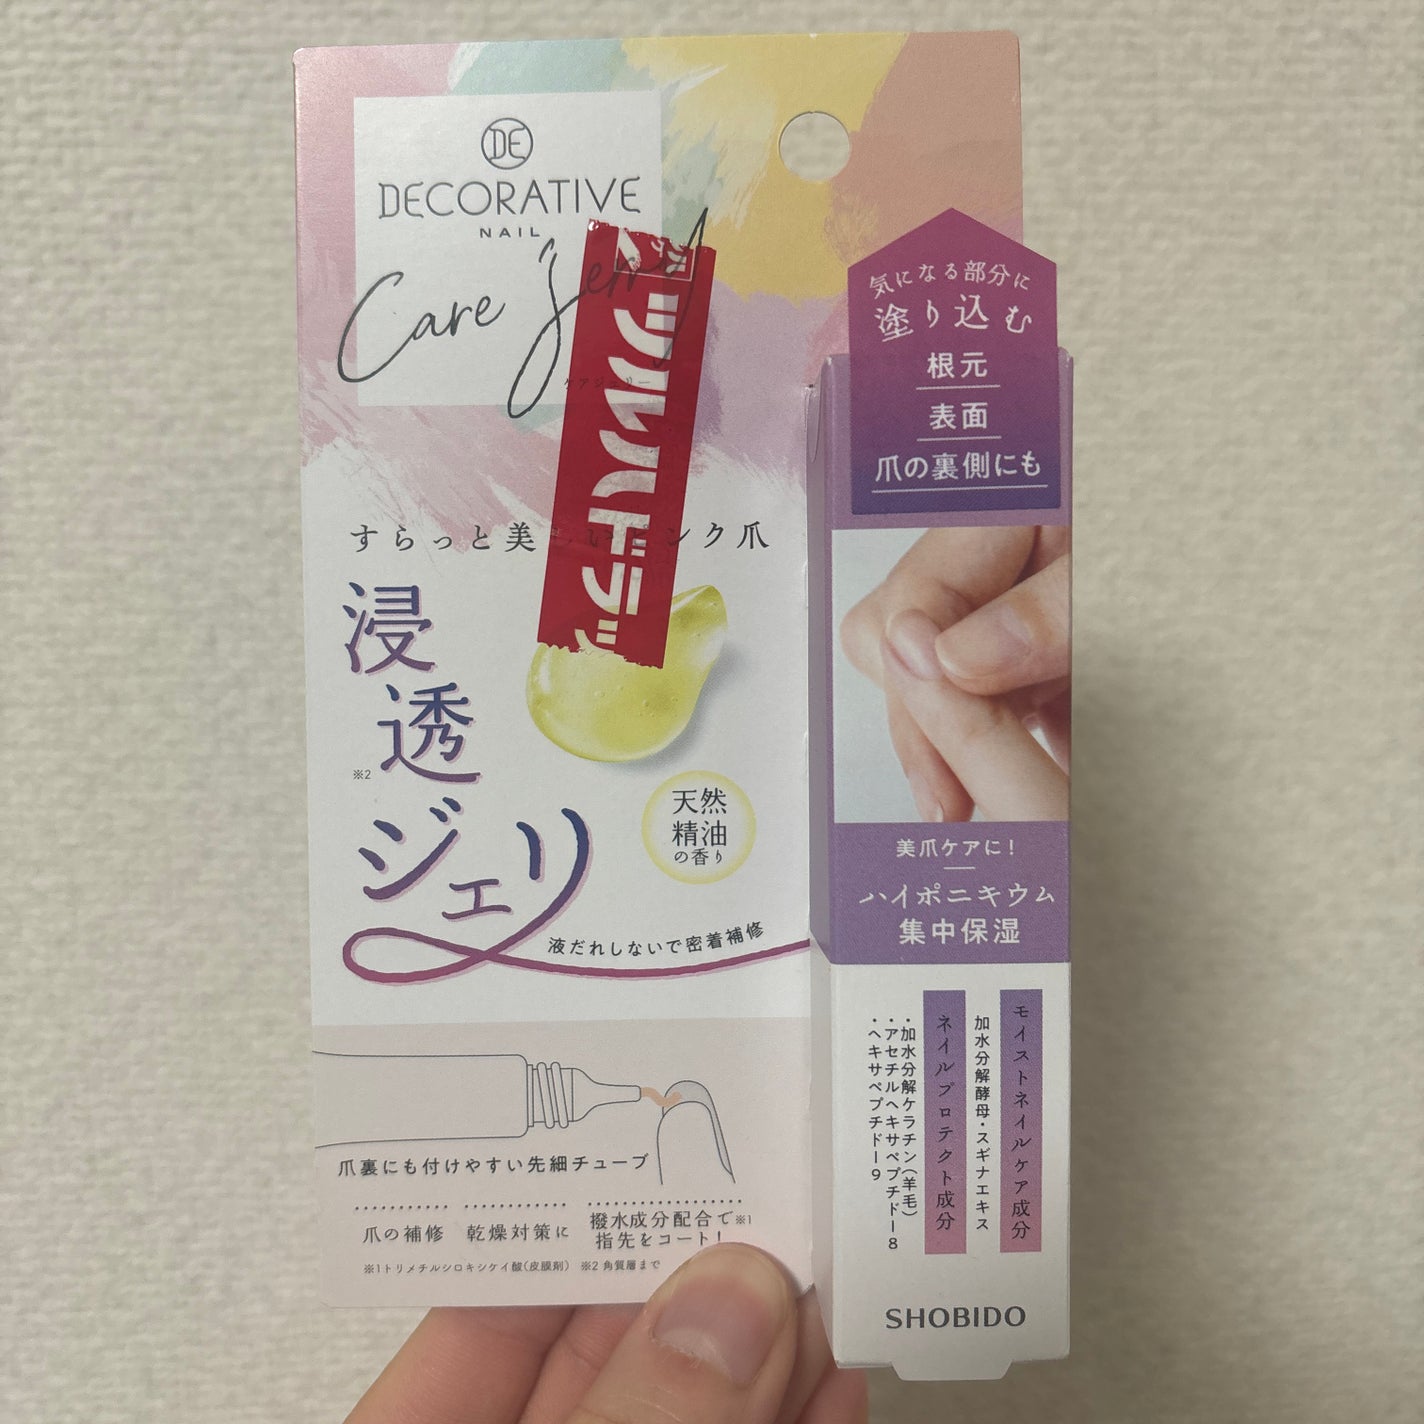 DE
DECORATIVE
NAIL
Care Jelly
ケアジェリー
ツルハドラッ
すらっと美しいピンク爪
浸透
※2
ジェリ
天然
精油
の香り
液だれしないで密着補修
爪裏にも付けやすい先細チューブ
爪の補修
乾燥対策に
撥水成分配合で※1
指先をコート!
※1トリメチルシロキシケイ酸(皮膜剤) ※2 角質層まで
気になる部分に
塗り込む
根元
表面
爪の裏側にも
美爪ケアに!
ハイポニキウム
集中保湿
モイストネイルケア成分
加水分解酵母・スギナエキス
ネイルプロテクト成分
・加水分解ケラチン(羊毛)
・アセチルヘキサペプチドー8
・ヘキサペプチドー9
SHOBIDO